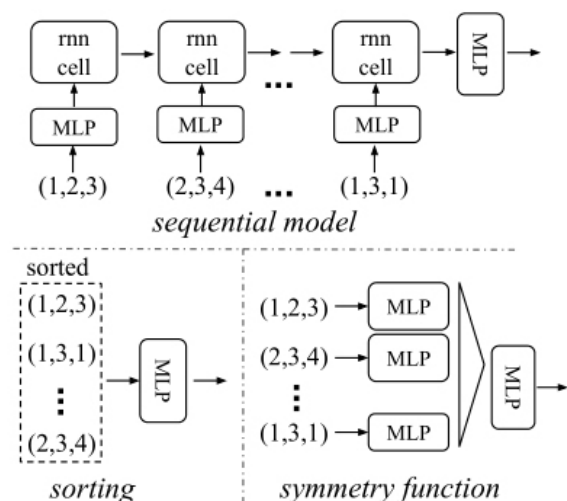 rnn cell rnn cell rnn cell MLP
MLP MLP MLP
(1,2,3) (2,3,4) ... (1,3,1)
sequential model
sorted
(1,2,3)
(1,3,1)
(2,3,4)
MLP
sorting
(1,2,3) MLP
(2,3,4) MLP
(1,3,1) MLP
MLP
symmetry function